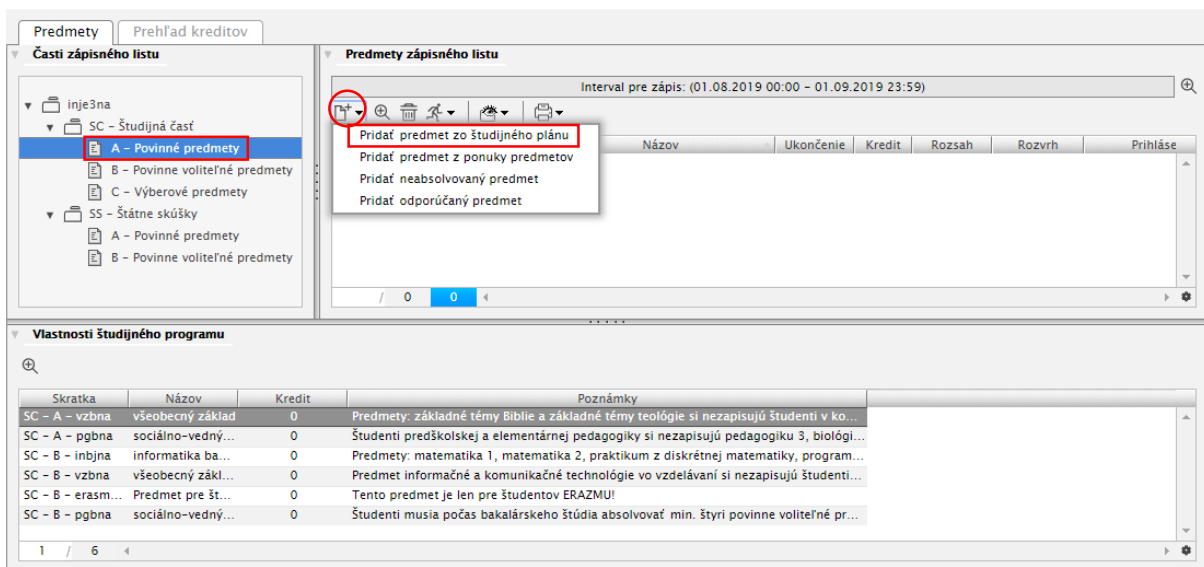 Predmety Prehľad kreditov
Časti zápisného listu
inje3na
SC – Študijná časť
A – Povinné predmety
B – Povinne voliteľné predmety
C – Výberové predmety
SS – Štátne skúšky
A – Povinné predmety
B – Povinne voliteľné predmety
Predmety zápisného listu
Interval pre zápis: (01.08.2019 00:00 – 01.09.2019 23:59)
Pridať predmet zo študijného plánu
Pridať predmet z ponuky predmetov
Pridať neabsolvovaný predmet
Pridať odporúčaný predmet
Názov Ukončenie Kredit Rozsah Rozvrh Prihláse
/ 0 0
Vlastnosti študijného programu
Skratka Názov Kredit Poznámky
SC – A – vzbna všeobecný základ 0 Predmety: základné témy Biblie a základné témy teológie si nezapisujú študenti v ko...
SC – A – pgbna sociálno-vedný... 0 Študenti predškolskej a elementárnej pedagogiky si nezapisujú pedagogiku 3, biológi...
SC – B – inbjna informatika ba... 0 Predmety: matematika 1, matematika 2, praktikum z diskrétnej matematiky, program...
SC – B – vzbna všeobecný zákl... 0 Predmet informačné a komunikačné technológie vo vzdelávaní si nezapisujú študenti...
SC – B – erasm... Predmet pre št... 0 Tento predmet je len pre študentov ERAZMU!
SC – B – pgbna sociálno-vedný... 0 Študenti musia počas bakalárskeho štúdia absolvovať min. štyri povinne voliteľné pr...
1 / 6